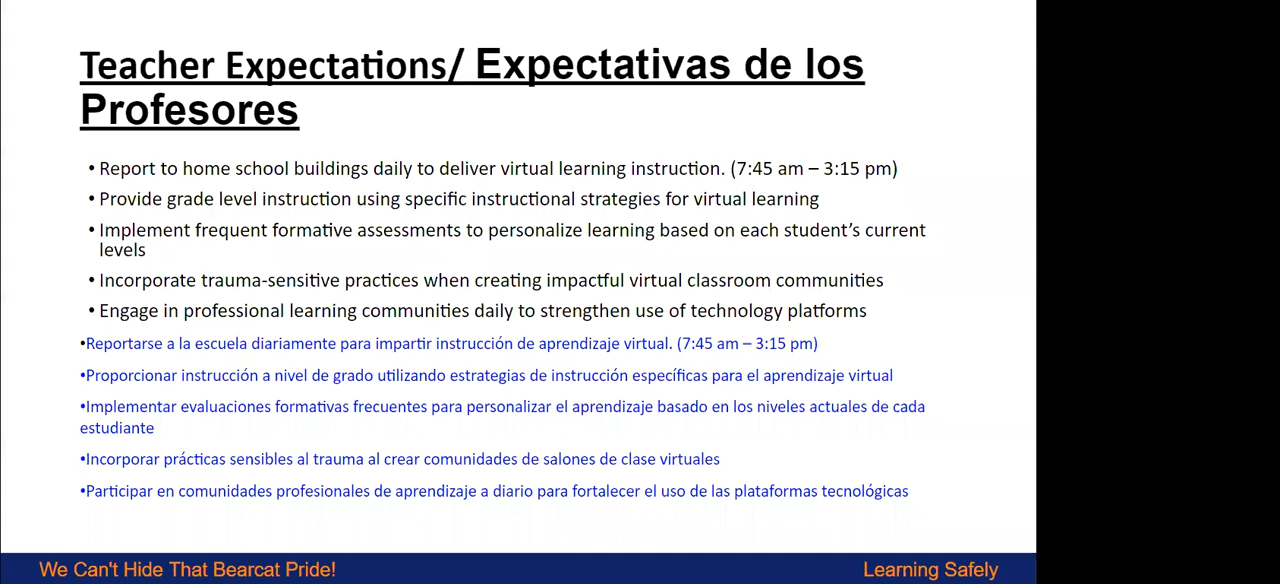 Teacher Expectations/ Expectativas de los
Profesores
• Report to home school buildings daily to deliver virtual learning instruction. (7:45 am – 3:15 pm)
• Provide grade level instruction using specific instructional strategies for virtual learning
• Implement frequent formative assessments to personalize learning based on each student’s current
levels
• Incorporate trauma-sensitive practices when creating impactful virtual classroom communities
• Engage in professional learning communities daily to strengthen use of technology platforms
•Reportarse a la escuela diariamente para impartir instrucción de aprendizaje virtual. (7:45 am – 3:15 pm)
•Proporcionar instrucción a nivel de grado utilizando estrategias de instrucción específicas para el aprendizaje virtual
•Implementar evaluaciones formativas frecuentes para personalizar el aprendizaje basado en los niveles actuales de cada
estudiante
•Incorporar prácticas sensibles al trauma al crear comunidades de salones de clase virtuales
•Participar en comunidades profesionales de aprendizaje a diario para fortalecer el uso de las plataformas tecnológicas
We Can't Hide That Bearcat Pride!
Learning Safely